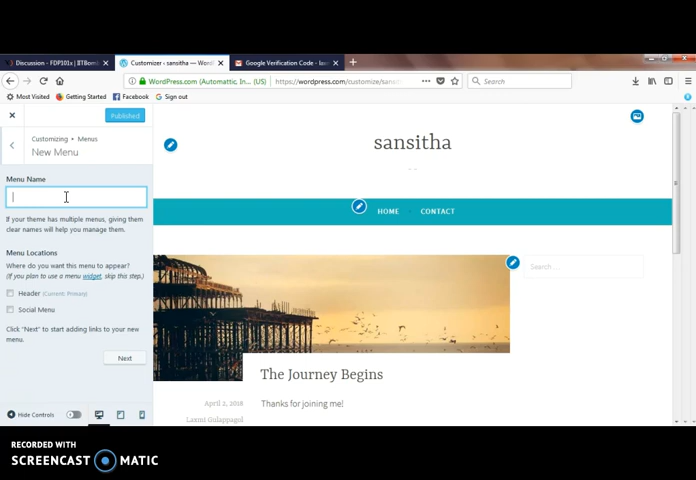 Discussion - FDP101x | IITBomb
Customizer ‹ sansitha — Word
Google Verification Code - laxm
WordPress.com (Automattic, In... (US)
https://wordpress.com/customize/sans
Search
Most Visited
Getting Started
Facebook
Sign out
Published
Customizing • Menus
New Menu
Menu Name
If your theme has multiple menus, giving them
clear names will help you manage them.
Menu Locations
Where do you want this menu to appear?
(If you plan to use a menu widget, skip this step.)
Header (Current: Primary)
Social Menu
Click "Next" to start adding links to your new
menu.
Next
Hide Controls
sansitha
HOME
CONTACT
Search ...
The Journey Begins
April 2, 2018
Thanks for joining me!
RECORDED WITH
SCREENCAST MATIC